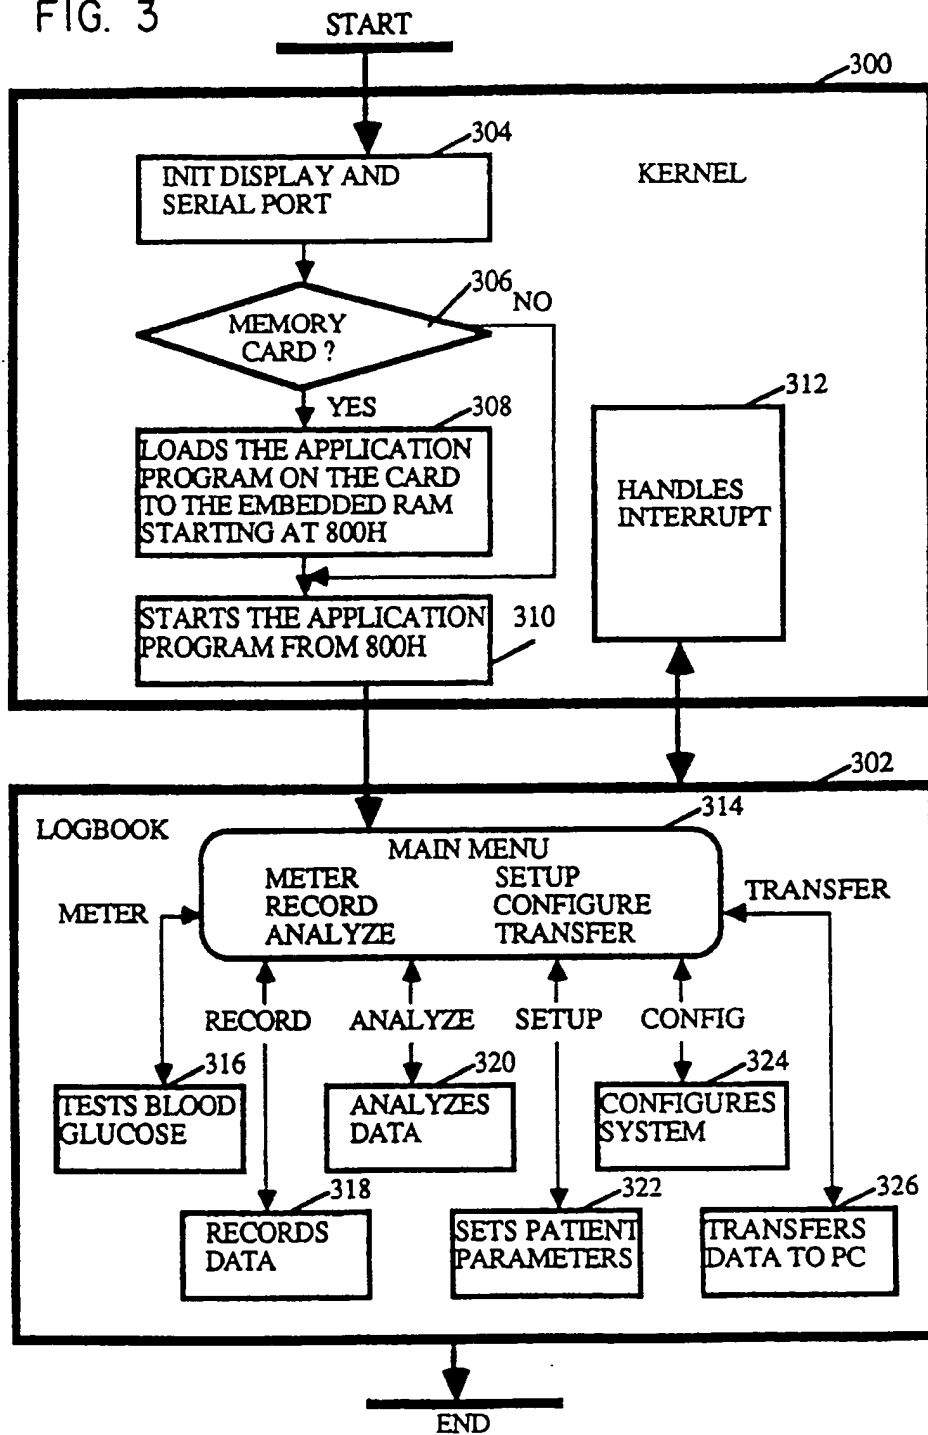 FIG. 3
START
300
304
KERNEL
INIT DISPLAY AND
SERIAL PORT
306
NO
MEMORY
CARD ?
YES
308
312
LOADS THE APPLICATION
PROGRAM ON THE CARD
TO THE EMBEDDED RAM
STARTING AT 800H
HANDLES
INTERRUPT
STARTS THE APPLICATION
PROGRAM FROM 800H
310
302
LOGBOOK
314
MAIN MENU
METER
SETUP
RECORD
CONFIGURE
ANALYZE
TRANSFER
METER
TRANSFER
RECORD
ANALYZE
SETUP
CONFIG
316
320
324
TESTS BLOOD
GLUCOSE
ANALYZES
DATA
CONFIGURES
SYSTEM
318
322
326
RECORDS
DATA
SETS PATIENT
PARAMETERS
TRANSFERS
DATA TO PC
END